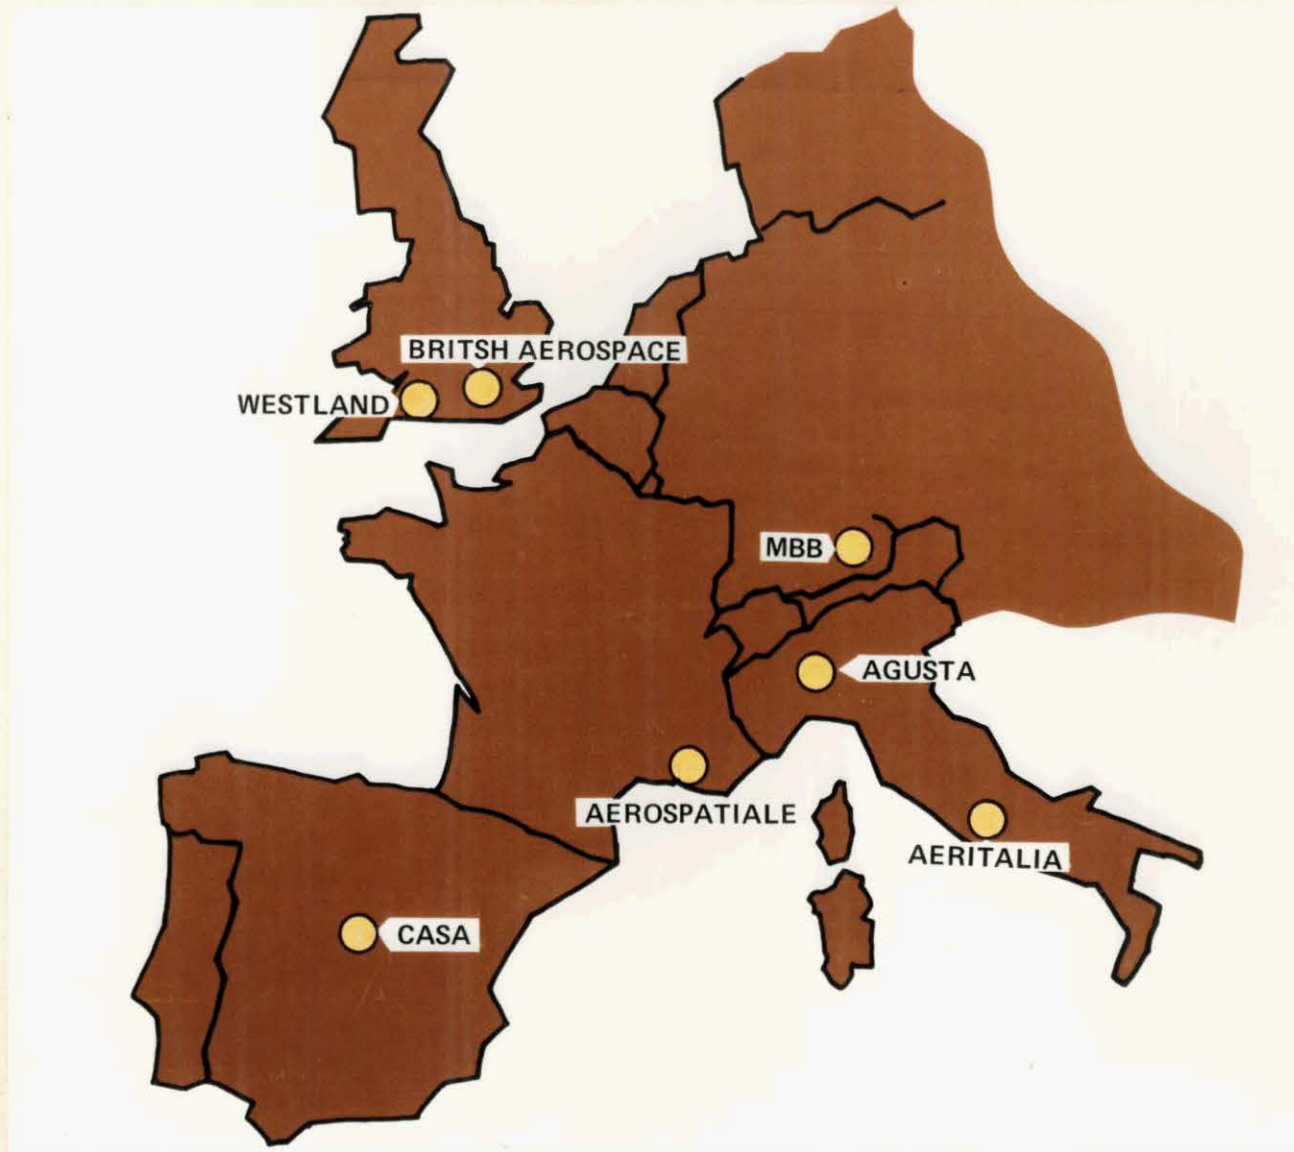 BRITSH AEROSPACE
WESTLAND
MBB
AGUSTA
AEROSPATIALE
AERITALIA
CASA